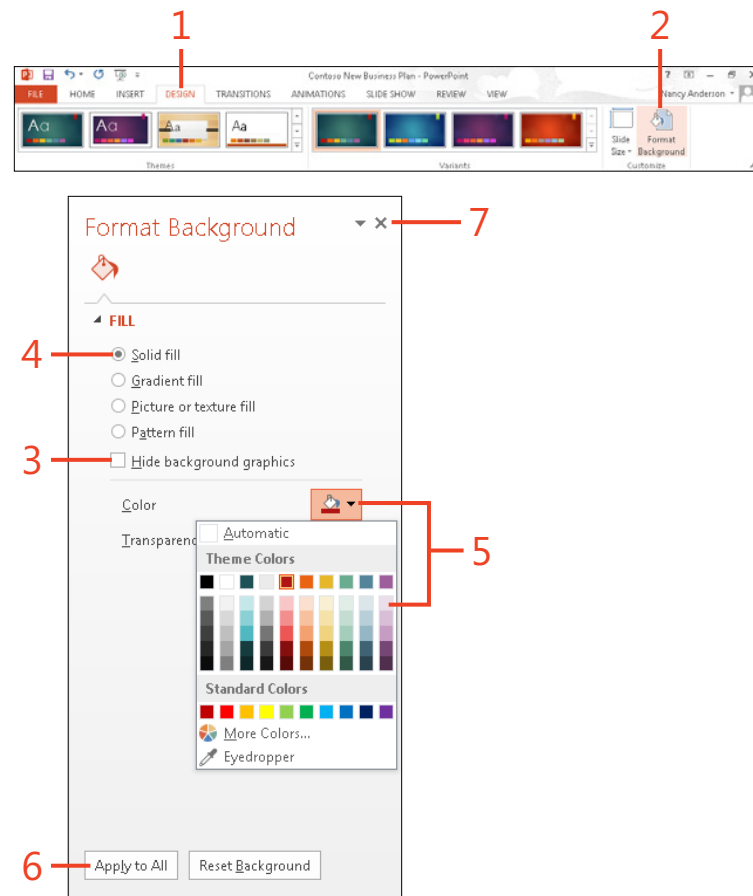 1
2
Contoso New Business Plan - PowerPoint
?
FILE HOME INSERT DESIGN TRANSITIONS ANIMATIONS SLIDE SHOW REVIEW VIEW Nancy Anderson
Aa Aa Aa Aa
Slide Size Format Background
Themes Variants Customize
Format Background
7
FILL
4
Solid fill
Gradient fill
Picture or texture fill
Pattern fill
3
Hide background graphics
Color
Automatic
Transparenc
5
Theme Colors
Standard Colors
More Colors...
Eyedropper
6
Apply to All Reset Background